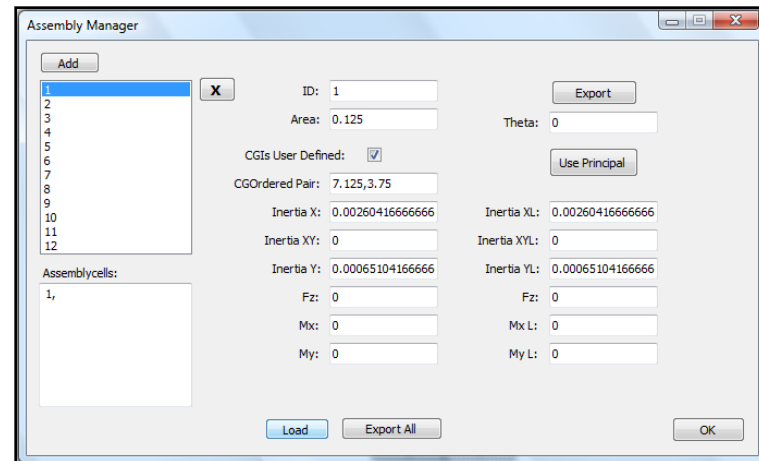 Assembly Manager
Add
1
2
3
4
5
6
7
8
9
10
11
12
X
ID: 1
Export
Area: 0.125
Theta: 0
CGIs User Defined:
Use Principal
CGOrdered Pair: 7.125,3.75
Inertia X: 0.00260416666666
Inertia XL: 0.00260416666666
Inertia XY: 0
Inertia XYL: 0
Inertia Y: 0.00065104166666
Inertia YL: 0.00065104166666
Assemblycells:
1,
Fz: 0
Fz: 0
Mx: 0
Mx L: 0
My: 0
My L: 0
Load
Export All
OK